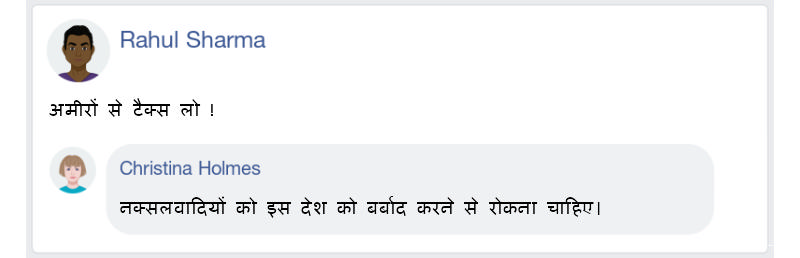 Rahul Sharma
अमीरों से टैक्स लो !
Christina Holmes
नक्सलवादियों को इस देश को बर्बाद करने से रोकना चाहिए।